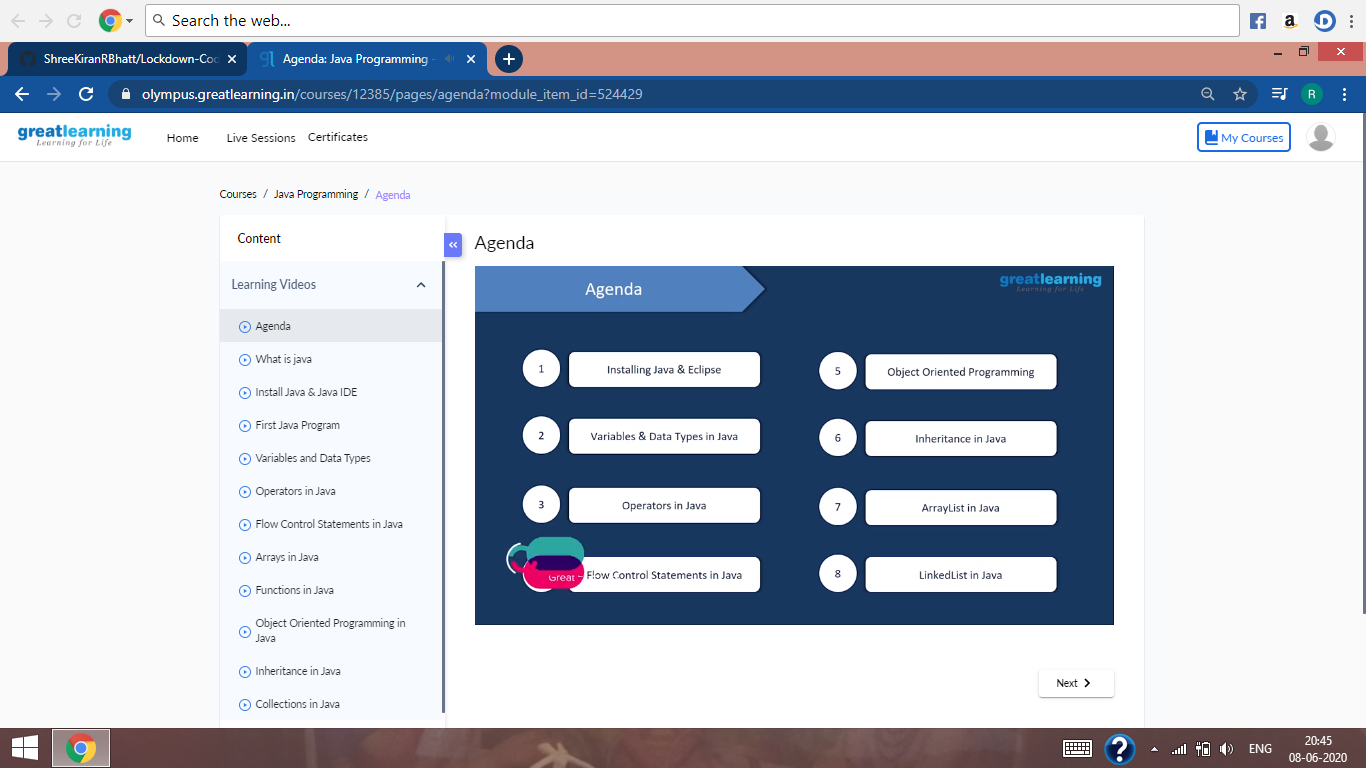 Search the web...
ShreeKiranRBhatt/Lockdown-Coc
Agenda: Java Programming -
olympus.greatlearning.in/courses/12385/pages/agenda?module_item_id=524429
R
greatlearning
Learning for Life
Home
Live Sessions
Certificates
My Courses
Courses / Java Programming / Agenda
Content
Learning Videos
Agenda
What is java
Install Java & Java IDE
First Java Program
Variables and Data Types
Operators in Java
Flow Control Statements in Java
Arrays in Java
Functions in Java
Object Oriented Programming in
Java
Inheritance in Java
Collections in Java
Agenda
Agenda
greatlearning
Learning for Life
1 Installing Java & Eclipse
2 Variables & Data Types in Java
3 Operators in Java
Great Flow Control Statements in Java
5 Object Oriented Programming
6 Inheritance in Java
7 ArrayList in Java
8 LinkedList in Java
Next
ENG
20:45
08-06-2020